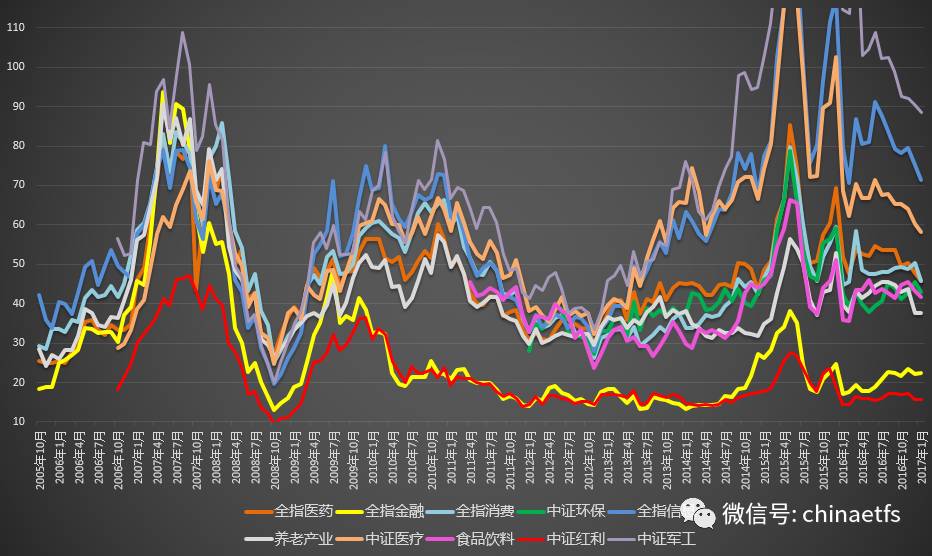 110
100
90
80
70
60
50
40
30
20
10
2005年10月
2006年1月
2006年4月
2006年7月
2006年10月
2007年1月
2007年4月
2007年7月
2007年10月
2008年1月
2008年4月
2008年7月
2008年10月
2009年1月
2009年4月
2009年7月
2009年10月
2010年1月
2010年4月
2010年7月
2010年10月
2011年1月
2011年4月
2011年7月
2011年10月
2012年1月
2012年4月
2012年7月
2012年10月
2013年1月
2013年4月
2013年7月
2013年10月
2014年1月
2014年4月
2014年7月
2014年10月
2015年1月
2015年4月
2015年7月
2015年10月
2016年1月
2016年4月
2016年7月
2016年10月
2017年1月
全指医药 全指金融 全指消费 中证环保 全指信
养老产业 中证医疗 食品饮料 中证红利 中证军工
微信号: chinaetfs